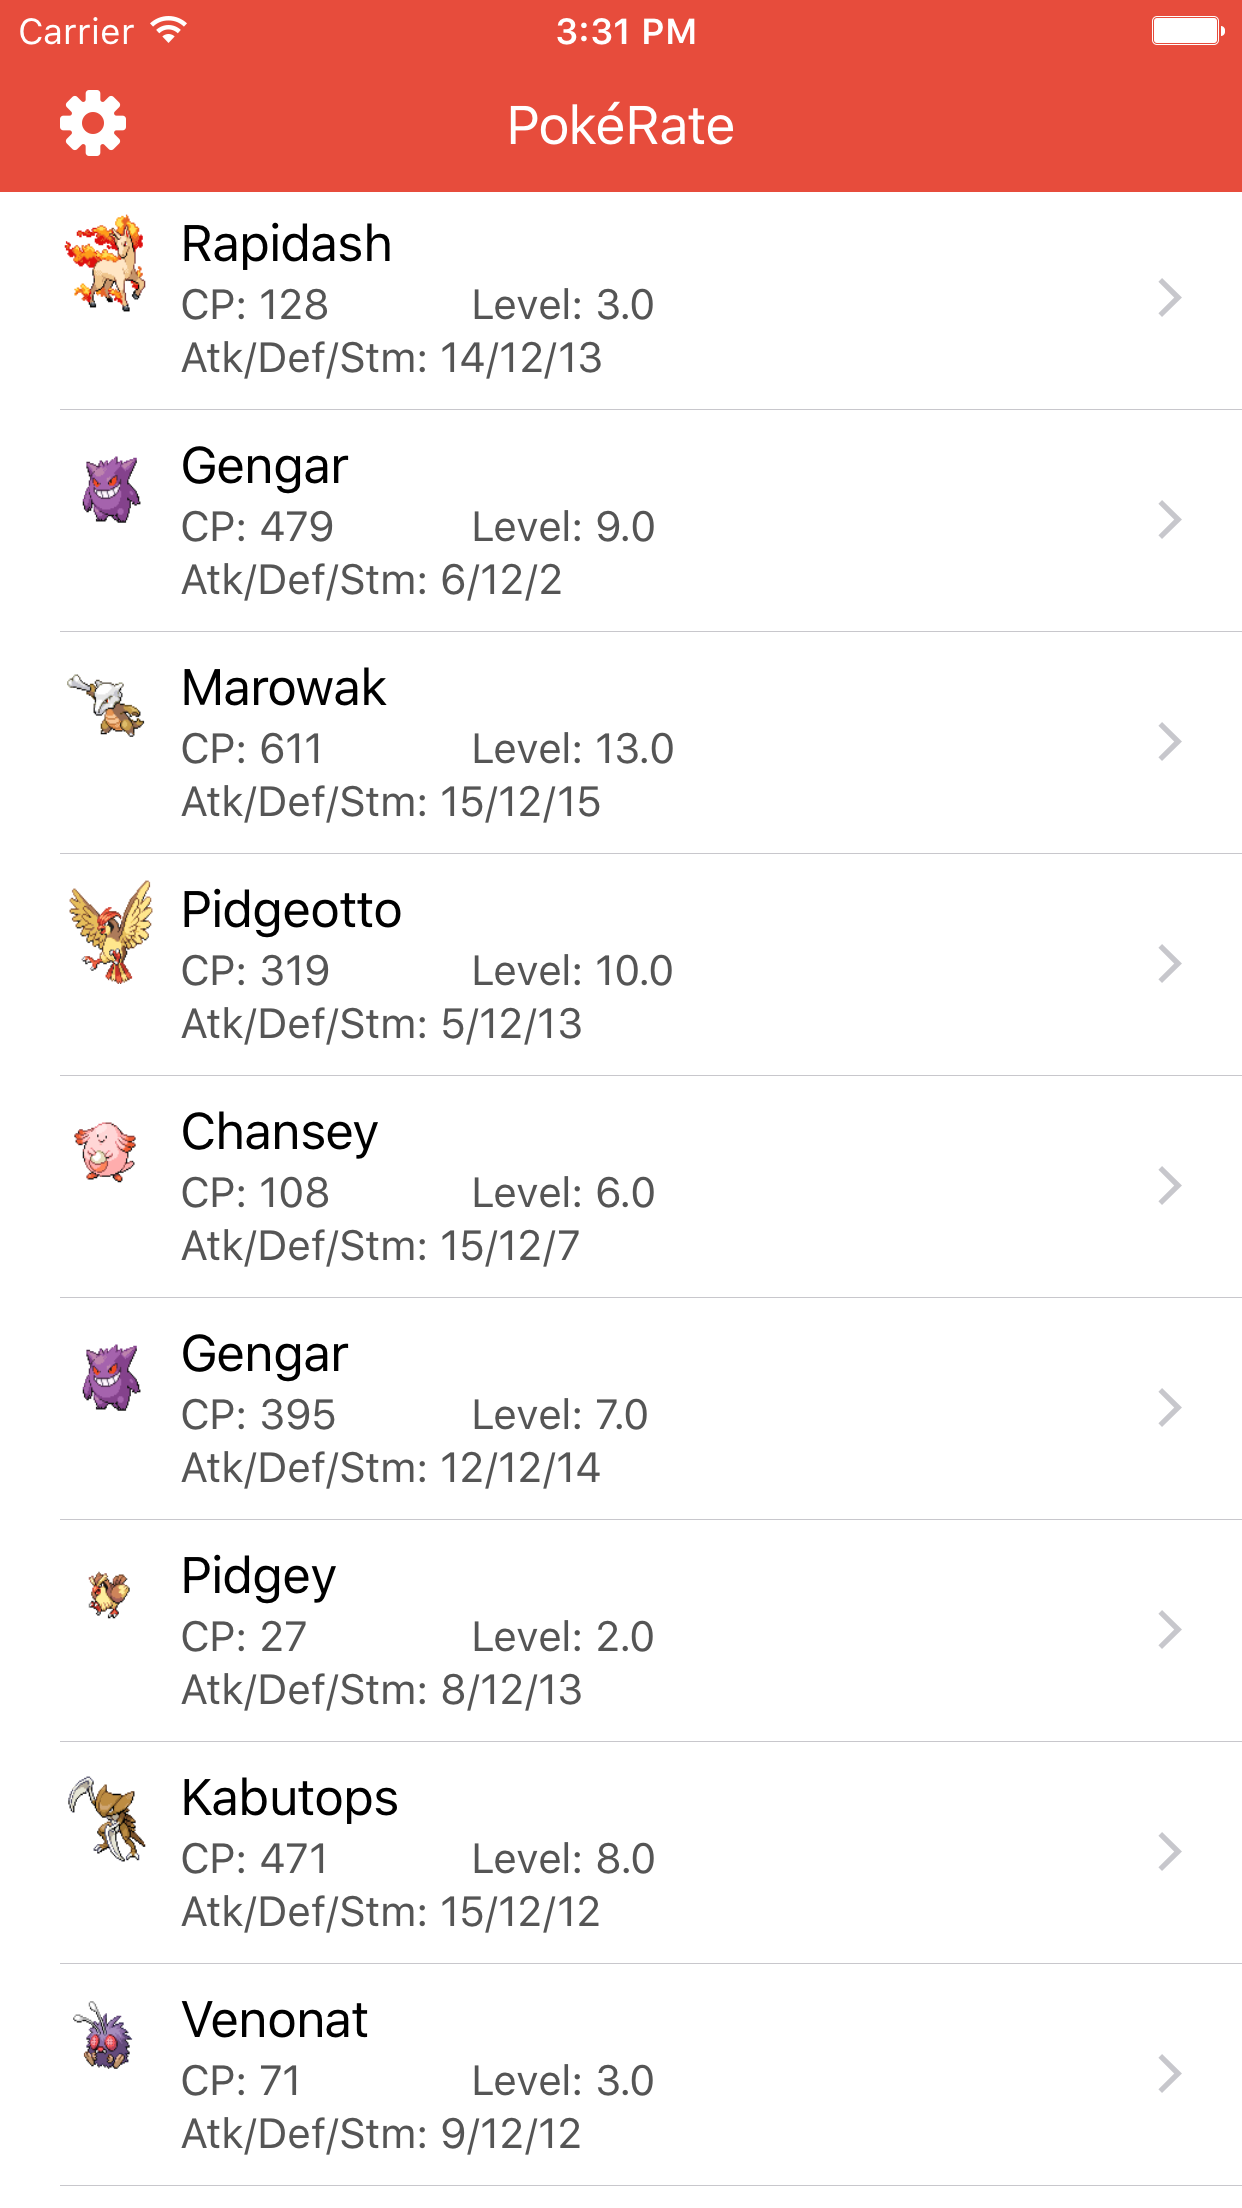 Carrier 3:31 PM
PokéRate
Rapidash
CP: 128 Level: 3.0
Atk/Def/Stm: 14/12/13
Gengar
CP: 479 Level: 9.0
Atk/Def/Stm: 6/12/2
Marowak
CP: 611 Level: 13.0
Atk/Def/Stm: 15/12/15
Pidgeotto
CP: 319 Level: 10.0
Atk/Def/Stm: 5/12/13
Chansey
CP: 108 Level: 6.0
Atk/Def/Stm: 15/12/7
Gengar
CP: 395 Level: 7.0
Atk/Def/Stm: 12/12/14
Pidgey
CP: 27 Level: 2.0
Atk/Def/Stm: 8/12/13
Kabutops
CP: 471 Level: 8.0
Atk/Def/Stm: 15/12/12
Venonat
CP: 71 Level: 3.0
Atk/Def/Stm: 9/12/12